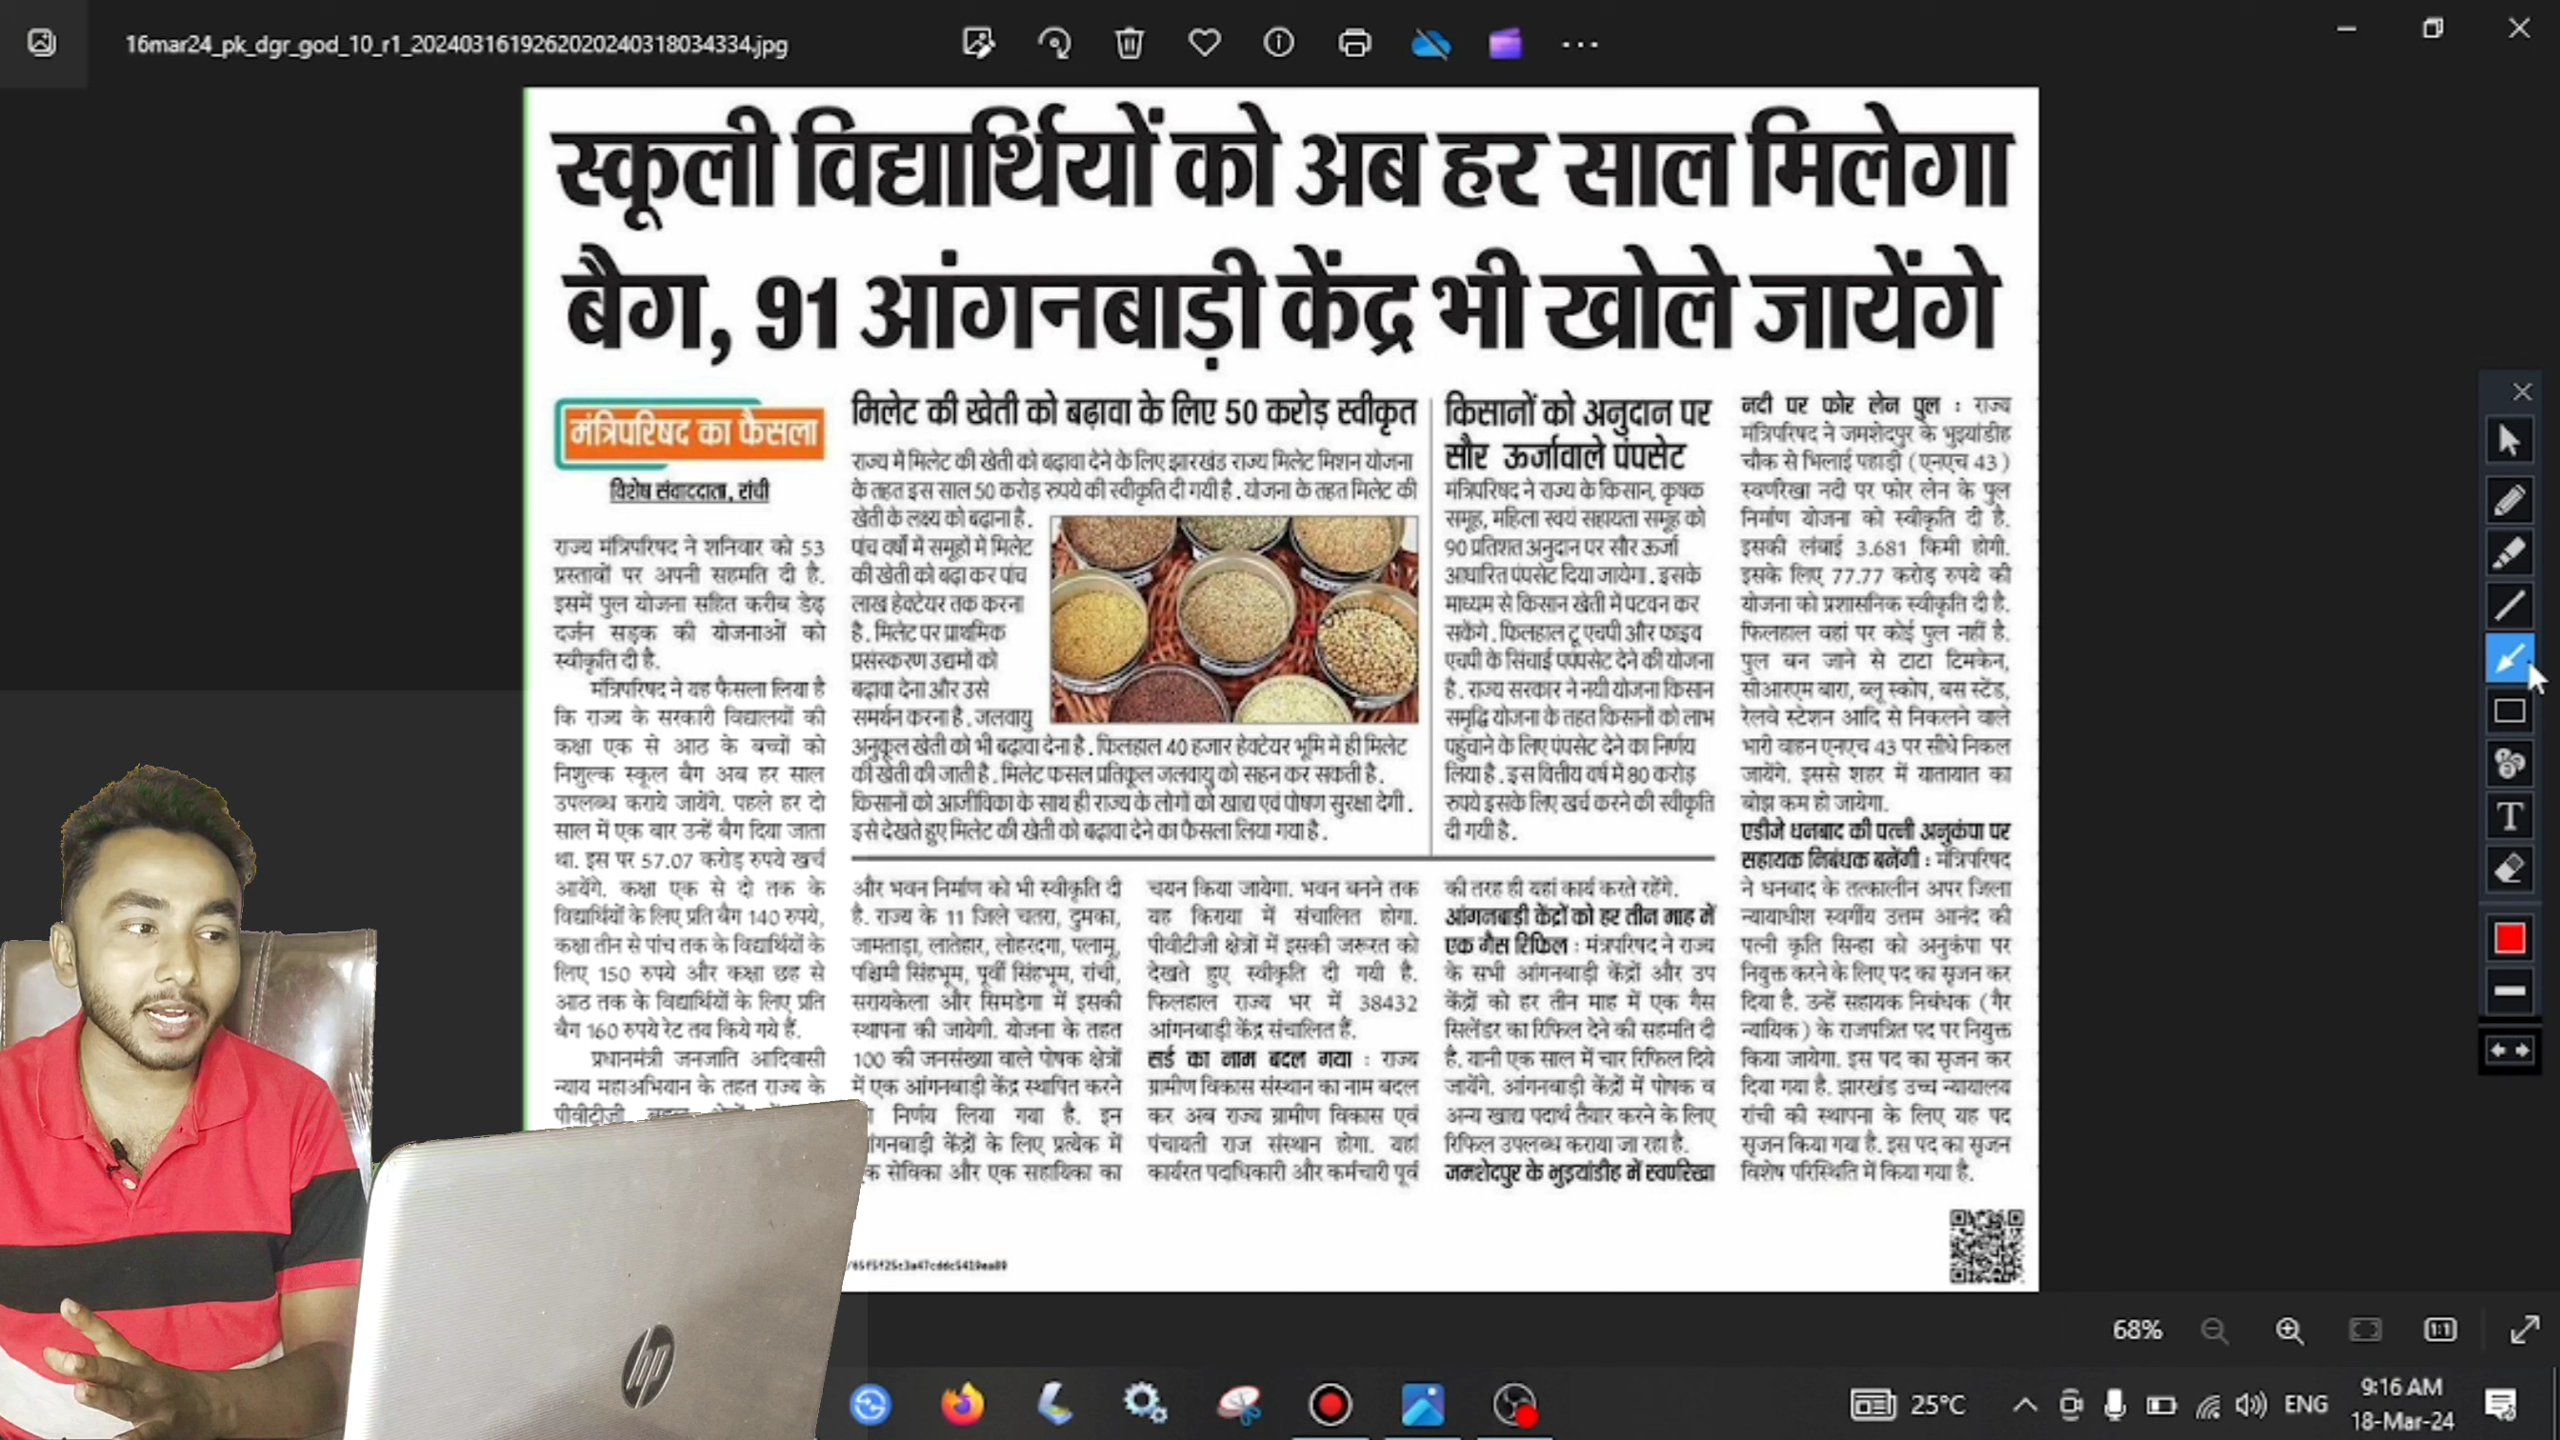 16mar24_pk_dgr_god_10_r1_2024031619262020240318034334.jpg
स्कूली विद्यार्थियों को अब हर साल मिलेगा
बैग, 91 आंगनबाड़ी केंद्र भी खोले जायेंगे
मंत्रिपरिषद का फैसला
विशेष संवाददाता, रांची
राज्य मंत्रिपरिषद ने शनिवार को 53
प्रस्तावों पर अपनी सहमति दी है.
इसमें पुल योजना सहित करीब डेढ़
दर्जन सड़क की योजनाओं को
स्वीकृति दी है.
मंत्रिपरिषद ने यह फैसला लिया है
कि राज्य के सरकारी विद्यालयों की
कक्षा एक से आठ के बच्चों को
निशुल्क स्कूल बैग अब हर साल
उपलब्ध कराये जायेंगे. पहले हर दो
साल में एक बार उन्हें बैग दिया जाता
था. इस पर 57.07 करोड़ रुपये खर्च
आयेंगे. कक्षा एक से दो तक के
विद्यार्थियों के लिए प्रति बैग 140 रुपये,
कक्षा तीन से पांच तक के विद्यार्थियों के
लिए 150 रुपये और कक्षा छह से
आठ तक के विद्यार्थियों के लिए प्रति
बैग 160 रुपये रेट तय किये गये हैं.
प्रधानमंत्री जनजाति आदिवासी
न्याय महाअभियान के तहत राज्य के
पीवीटीजी
मिलेट की खेती को बढ़ावा के लिए 50 करोड़ स्वीकृत
राज्य में मिलेट की खेती को बढ़ावा देने के लिए झारखंड राज्य मिलेट मिशन योजना
के तहत इस साल 50 करोड़ रुपये की स्वीकृति दी गयी है. योजना के तहत मिलेट की
खेती के लक्ष्य को बढ़ाना है.
पांच वर्षों में समूहों में मिलेट
की खेती को बढ़ा कर पांच
लाख हेक्टेयर तक करना
है. मिलेट पर प्राथमिक
प्रसंस्करण उद्यमों को
बढ़ावा देना और उसे
समर्थन करना है. जलवायु
अनुकूल खेती को भी बढ़ावा देना है. फिलहाल 40 हजार हेक्टेयर भूमि में ही मिलेट
की खेती की जाती है. मिलेट फसल प्रतिकूल जलवायु को सहन कर सकती है.
किसानों को आजीविका के साथ ही राज्य के लोगों को खाद्य एवं पोषण सुरक्षा देगी.
इसे देखते हुए मिलेट की खेती को बढ़ावा देने का फैसला लिया गया है.
किसानों को अनुदान पर
सौर ऊर्जावाले पंपसेट
मंत्रिपरिषद ने राज्य के किसान, कृषक
समूह, महिला स्वयं सहायता समूह को
90 प्रतिशत अनुदान पर सौर ऊर्जा
आधारित पंपसेट दिया जायेगा. इसके
माध्यम से किसान खेती में पटवन कर
सकेंगे. फिलहाल टू एचपी और फाइव
एचपी के सिंचाई पपंपसेट देने की योजना
है. राज्य सरकार ने नयी योजना किसान
समृद्धि योजना के तहत किसानों को लाभ
पहुंचाने के लिए पंपसेट देने का निर्णय
लिया है. इस वित्तीय वर्ष में 80 करोड़
रुपये इसके लिए खर्च करने की स्वीकृति
दी गयी है.
और भवन निर्माण को भी स्वीकृति दी
है. राज्य के 11 जिले चतरा, दुमका,
जामताड़ा, लातेहार, लोहरदगा, पलामू,
पश्चिमी सिंहभूम, पूर्वी सिंहभूम, रांची,
सरायकेला और सिमडेगा में इसकी
स्थापना की जायेगी. योजना के तहत
100 की जनसंख्या वाले पोषक क्षेत्रों
में एक आंगनबाड़ी केंद्र स्थापित करने
निर्णय लिया गया है. इन
आंगनबाड़ी केंद्रों के लिए प्रत्येक में
एक सेविका और एक सहायिका का
चयन किया जायेगा. भवन बनने तक
यह किराया में संचालित होगा.
पीवीटीजी क्षेत्रों में इसकी जरूरत को
देखते हुए स्वीकृति दी गयी है.
फिलहाल राज्य भर में 38432
आंगनबाड़ी केंद्र संचालित हैं.
सर्ड का नाम बदल गया : राज्य
ग्रामीण विकास संस्थान का नाम बदल
कर अब राज्य ग्रामीण विकास एवं
पंचायती राज संस्थान होगा. यहां
कार्यरत पदाधिकारी और कर्मचारी पूर्व
की तरह ही यहां कार्य करते रहेंगे.
आंगनबाड़ी केंद्रों को हर तीन माह में
एक गैस रिफिल : मंत्रपरिषद ने राज्य
के सभी आंगनबाड़ी केंद्रों और उप
केंद्रों को हर तीन माह में एक गैस
सिलेंडर का रिफिल देने की सहमति दी
है. यानी एक साल में चार रिफिल दिये
जायेंगे. आंगनबाड़ी केंद्रों में पोषक व
अन्य खाद्य पदार्थ तैयार करने के लिए
रिफिल उपलब्ध कराया जा रहा है.
जमशेदपुर के भुइयांडीह में स्वर्णरेखा
नदी पर फोर लेन पुल : राज्य
मंत्रिपरिषद ने जमशेदपुर के भुइयांडीह
चौक से भिलाई पहाड़ी (एनएच 43)
स्वर्णरेखा नदी पर फोर लेन के पुल
निर्माण योजना को स्वीकृति दी है.
इसकी लंबाई 3.681 किमी होगी.
इसके लिए 77.77 करोड़ रुपये की
योजना को प्रशासनिक स्वीकृति दी है.
फिलहाल वहां पर कोई पुल नहीं है.
पुल बन जाने से टाटा टिमकेन,
सीआरएम बारा, ब्लू स्कोप, बस स्टैंड,
रेलवे स्टेशन आदि से निकलने वाले
भारी वाहन एनएच 43 पर सीधे निकल
जायेंगे. इससे शहर में यातायात का
बोझ कम हो जायेगा.
एडीजे धनबाद की पत्नी अनुकंपा पर
सहायक निबंधक बनेंगी : मंत्रिपरिषद
ने धनबाद के तत्कालीन अपर जिला
न्यायाधीश स्वर्गीय उत्तम आनंद की
पत्नी कृति सिन्हा को अनुकंपा पर
नियुक्त करने के लिए पद का सृजन कर
दिया है. उन्हें सहायक निबंधक (गैर
न्यायिक) के राजपत्रित पद पर नियुक्त
किया जायेगा. इस पद का सृजन कर
दिया गया है. झारखंड उच्च न्यायालय
रांची की स्थापना के लिए यह पद
सृजन किया गया है. इस पद का सृजन
विशेष परिस्थिति में किया गया है.
/65f5f25c3a47cddc5419ea09
T
hp
68%
1:1
25°C
ENG
9:16 AM
18-Mar-24